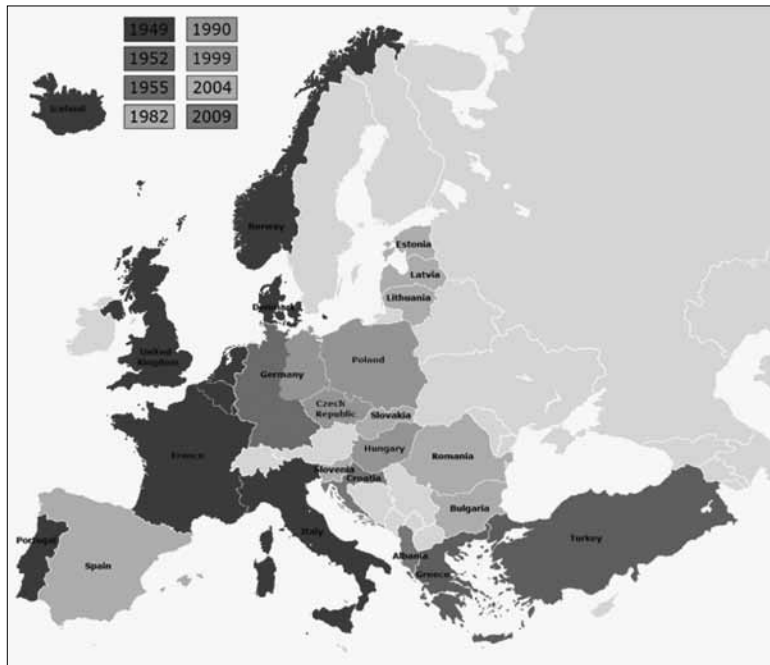 1949 1990
1952 1999
1955 2004
1982 2009
Iceland
Norway
Estonia
Latvia
Denmark
Lithuania
United
Kingdom
Poland
Germany
Czech
Republic
Slovakia
France
Hungary
Romania
Slovenia
Croatia
Bulgaria
Italy
Portugal
Turkey
Albania
Spain
Greece